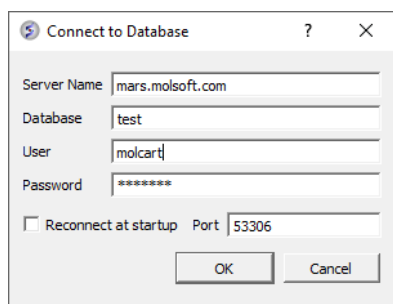 Connect to Database ? X
Server Name mars.molsoft.com
Database test
User molcart
Password *******
Reconnect at startup Port 53306
OK Cancel